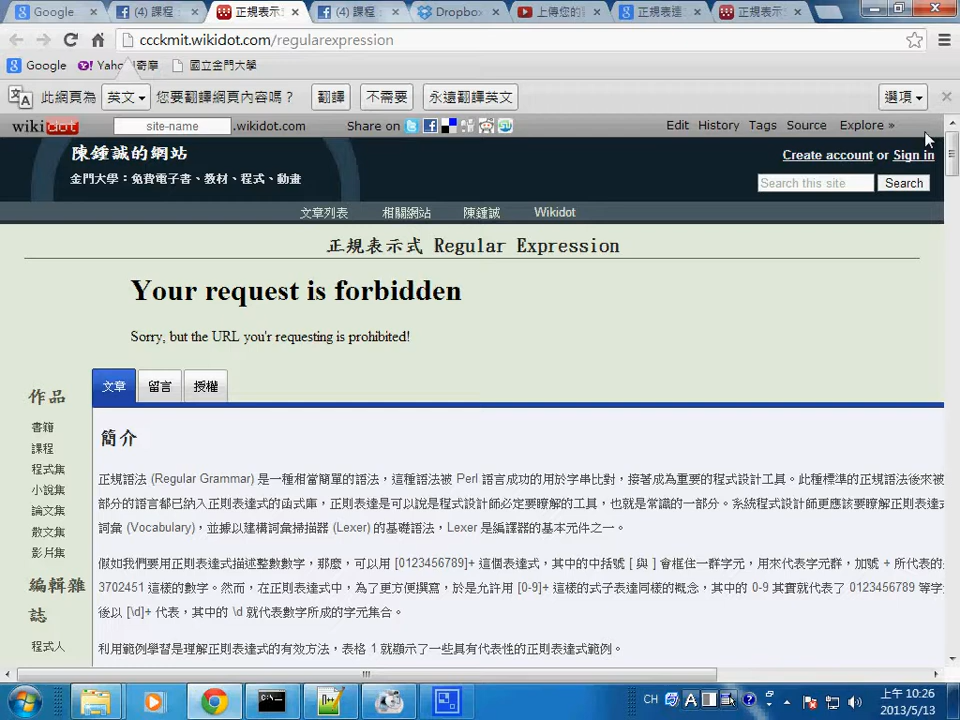 Google.
(4) 課程
正規表示
(4) 課程
Dropbox
上傳您的
正規表達
正規表示
ccckmit.wikidot.com/regularexpression
Google Yahoo!奇摩 國立金門大學
此網頁為 英文 您要翻譯網頁內容嗎？ 翻譯 不需要 永遠翻譯英文 選項
wikidot site-name .wikidot.com Share on Edit History Tags Source Explore »
陳鍾誠的網站
Create account or Sign in
金門大學：免費電子書、教材、程式、動畫
Search this site Search
文章列表 相關網站 陳鍾誠 Wikidot
正規表示式 Regular Expression
Your request is forbidden
Sorry, but the URL you'r requesting is prohibited!
文章 留言 授權
作品
書籍
課程
程式集
小說集
論文集
散文集
影片集
編輯雜
誌
程式人
簡介
正規語法 (Regular Grammar) 是一種相當簡單的語法，這種語法被 Perl 語言成功的用於字串比對，接著成為重要的程式設計工具。此種標準的正規語法後來被
部分的語言都已納入正則表達式的函式庫，正則表達是可以說是程式設計師必定要瞭解的工具，也就是常識的一部分。系統程式設計師更應該要瞭解正則表達式
詞彙 (Vocabulary)，並據以建構詞彙掃描器 (Lexer) 的基礎語法，Lexer 是編譯器的基本元件之一。
假如我們要用正則表達式描述整數數字，那麼，可以用 [0123456789]+ 這個表達式，其中的中括號 [ 與 ] 會框住一群字元，用來代表字元群，加號 + 所代表的
3702451 這樣的數字。然而，在正則表達式中，為了更方便撰寫，於是允許用 [0-9]+ 這樣的式子表達同樣的概念，其中的 0-9 其實就代表了 0123456789 等字
後以 [\d]+ 代表，其中的 \d 就代表數字所成的字元集合。
利用範例學習是理解正則表達式的有效方法，表格 1 就顯示了一些具有代表性的正則表達式範例。
CH
上午 10:26
2013/5/13